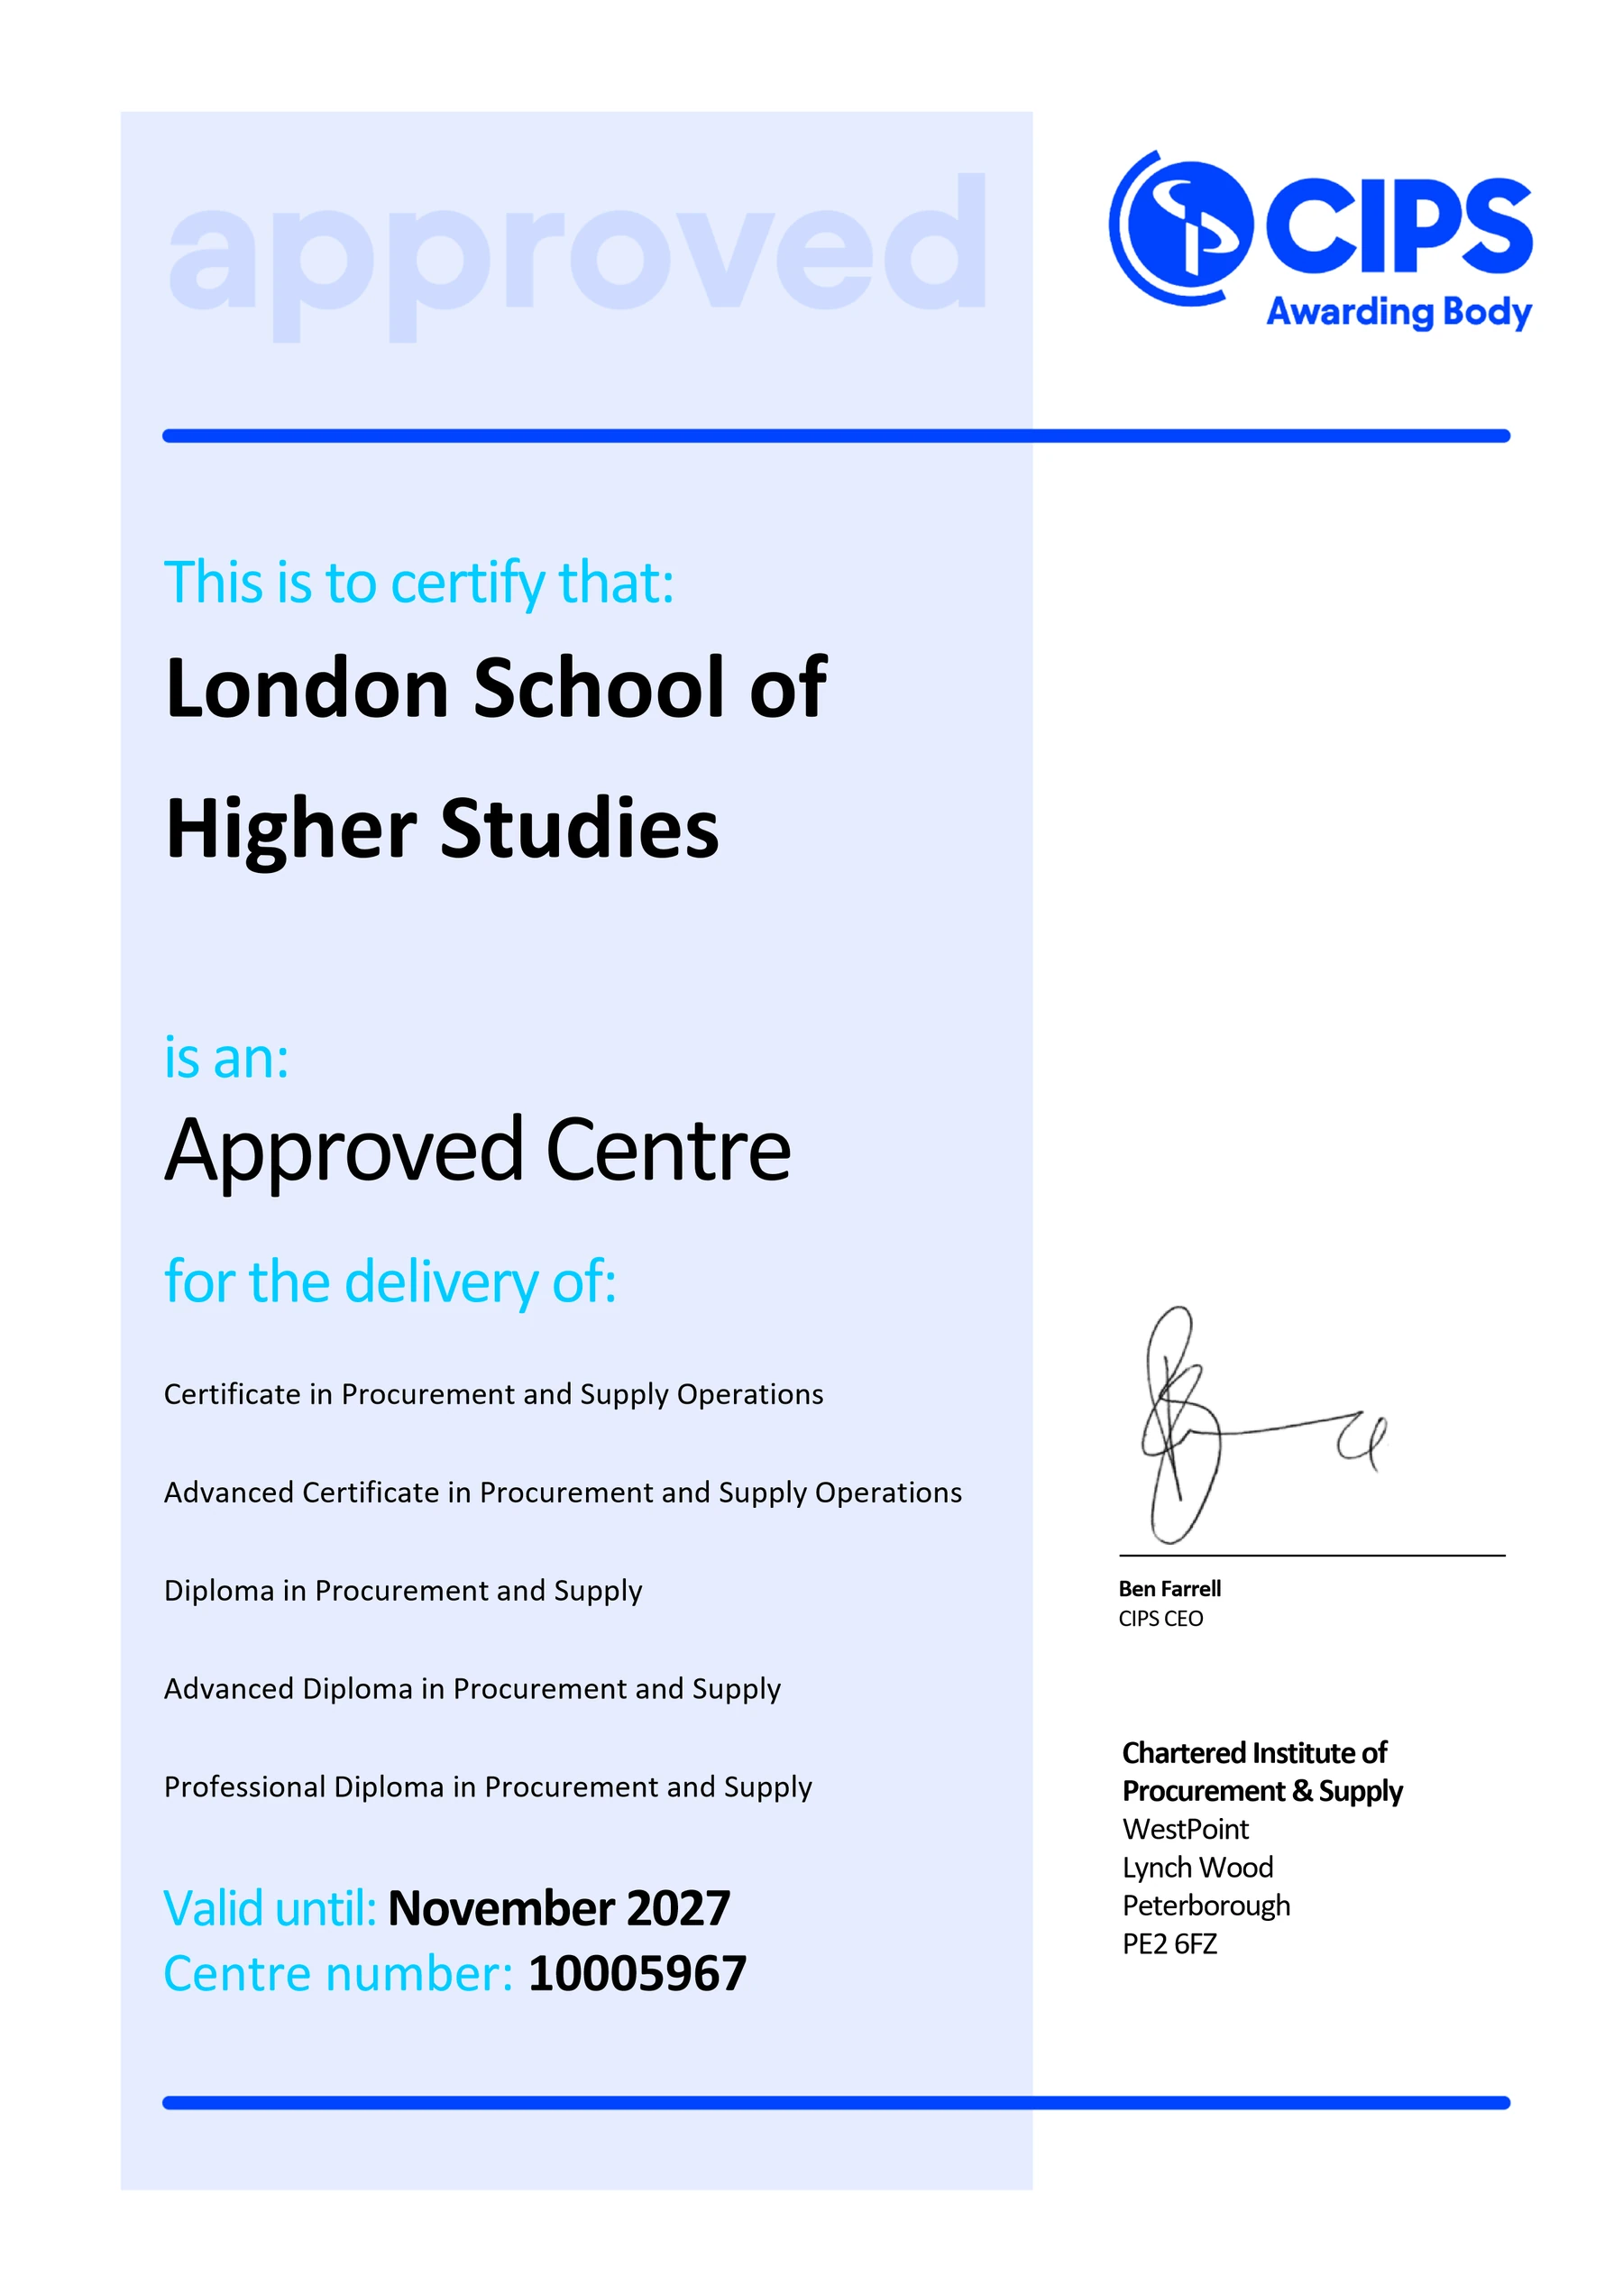 approved
CIPS
Awarding Body
This is to certify that:
London School of
Higher Studies
is an:
Approved Centre
for the delivery of:
Certificate in Procurement and Supply Operations
Advanced Certificate in Procurement and Supply Operations
Diploma in Procurement and Supply
Advanced Diploma in Procurement and Supply
Professional Diploma in Procurement and Supply
Valid until: November 2027
Centre number: 10005967
Ben Farrell
CIPS CEO
Chartered Institute of
Procurement & Supply
WestPoint
Lynch Wood
Peterborough
PE2 6FZ